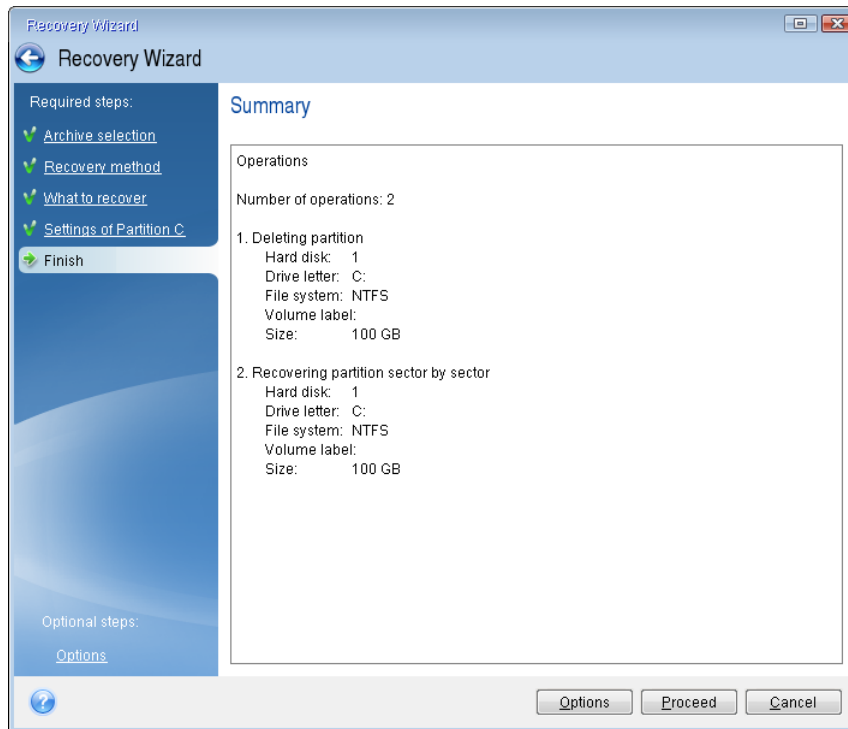 Recovery Wizard
Recovery Wizard
Required steps:
Archive selection
Recovery method
What to recover
Settings of Partition C
Finish
Optional steps:
Options
Summary
Operations
Number of operations: 2
1. Deleting partition
Hard disk: 1
Drive letter: C:
File system: NTFS
Volume label:
Size: 100 GB
2. Recovering partition sector by sector
Hard disk: 1
Drive letter: C:
File system: NTFS
Volume label:
Size: 100 GB
Options Proceed Cancel